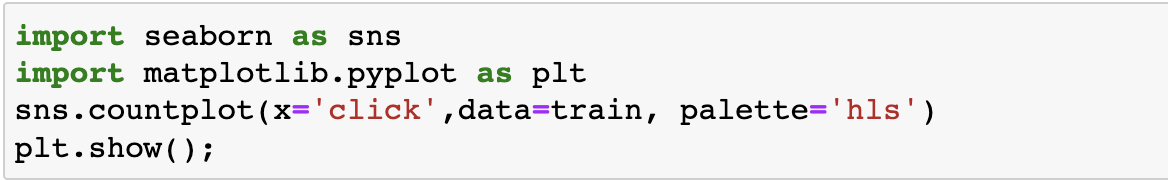 import seaborn as sns
import matplotlib.pyplot as plt
sns.countplot(x='click',data=train, palette='hls')
plt.show();